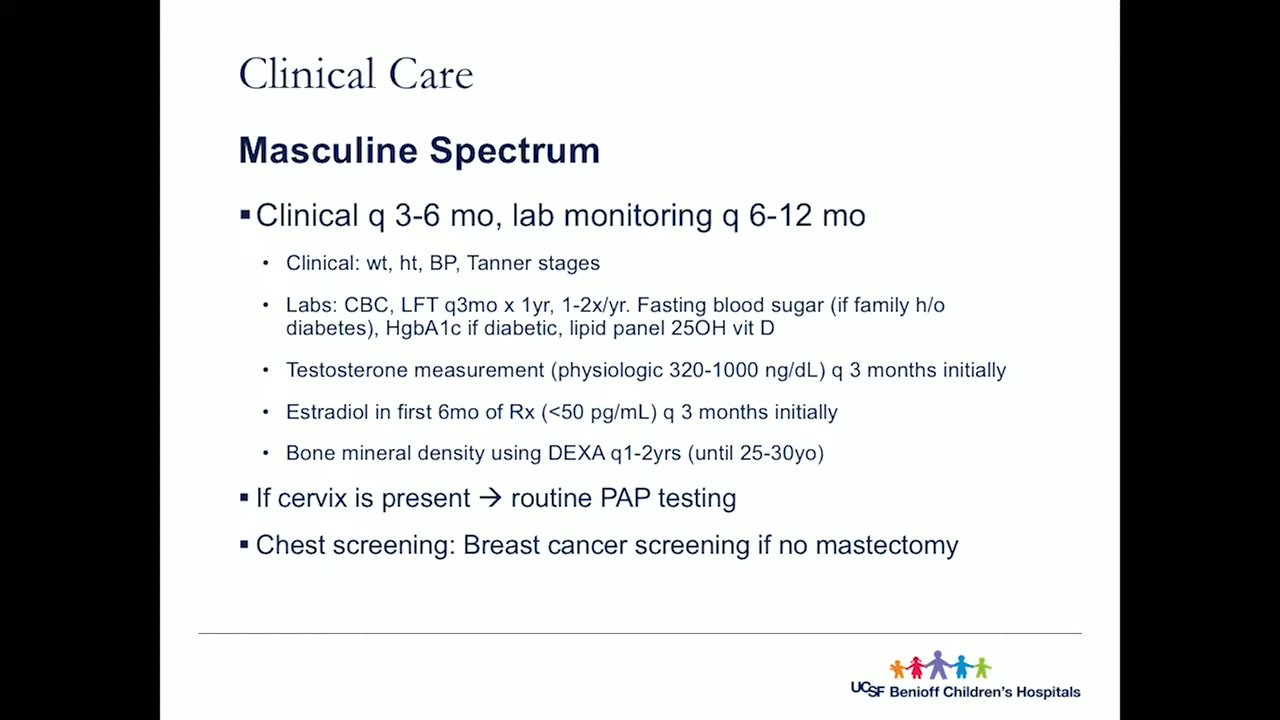 Clinical Care
Masculine Spectrum
▪Clinical q 3-6 mo, lab monitoring q 6-12 mo
• Clinical: wt, ht, BP, Tanner stages
• Labs: CBC, LFT q3mo x 1yr, 1-2x/yr. Fasting blood sugar (if family h/o
diabetes), HgbA1c if diabetic, lipid panel 25OH vit D
• Testosterone measurement (physiologic 320-1000 ng/dL) q 3 months initially
• Estradiol in first 6mo of Rx (<50 pg/mL) q 3 months initially
• Bone mineral density using DEXA q1-2yrs (until 25-30yo)
▪ If cervix is present → routine PAP testing
▪ Chest screening: Breast cancer screening if no mastectomy
UCSF Benioff Children's Hospitals